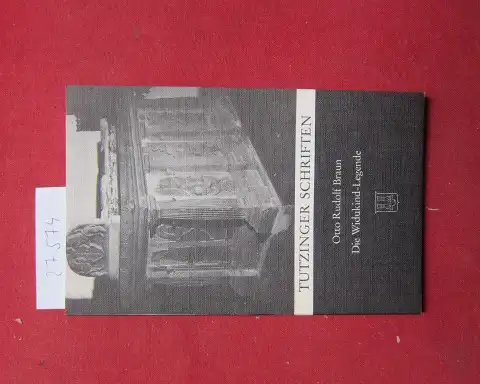 TUTZINGER SCHRIFTEN
Otto Rudolf Braun
Die Widukind-Legende
27574